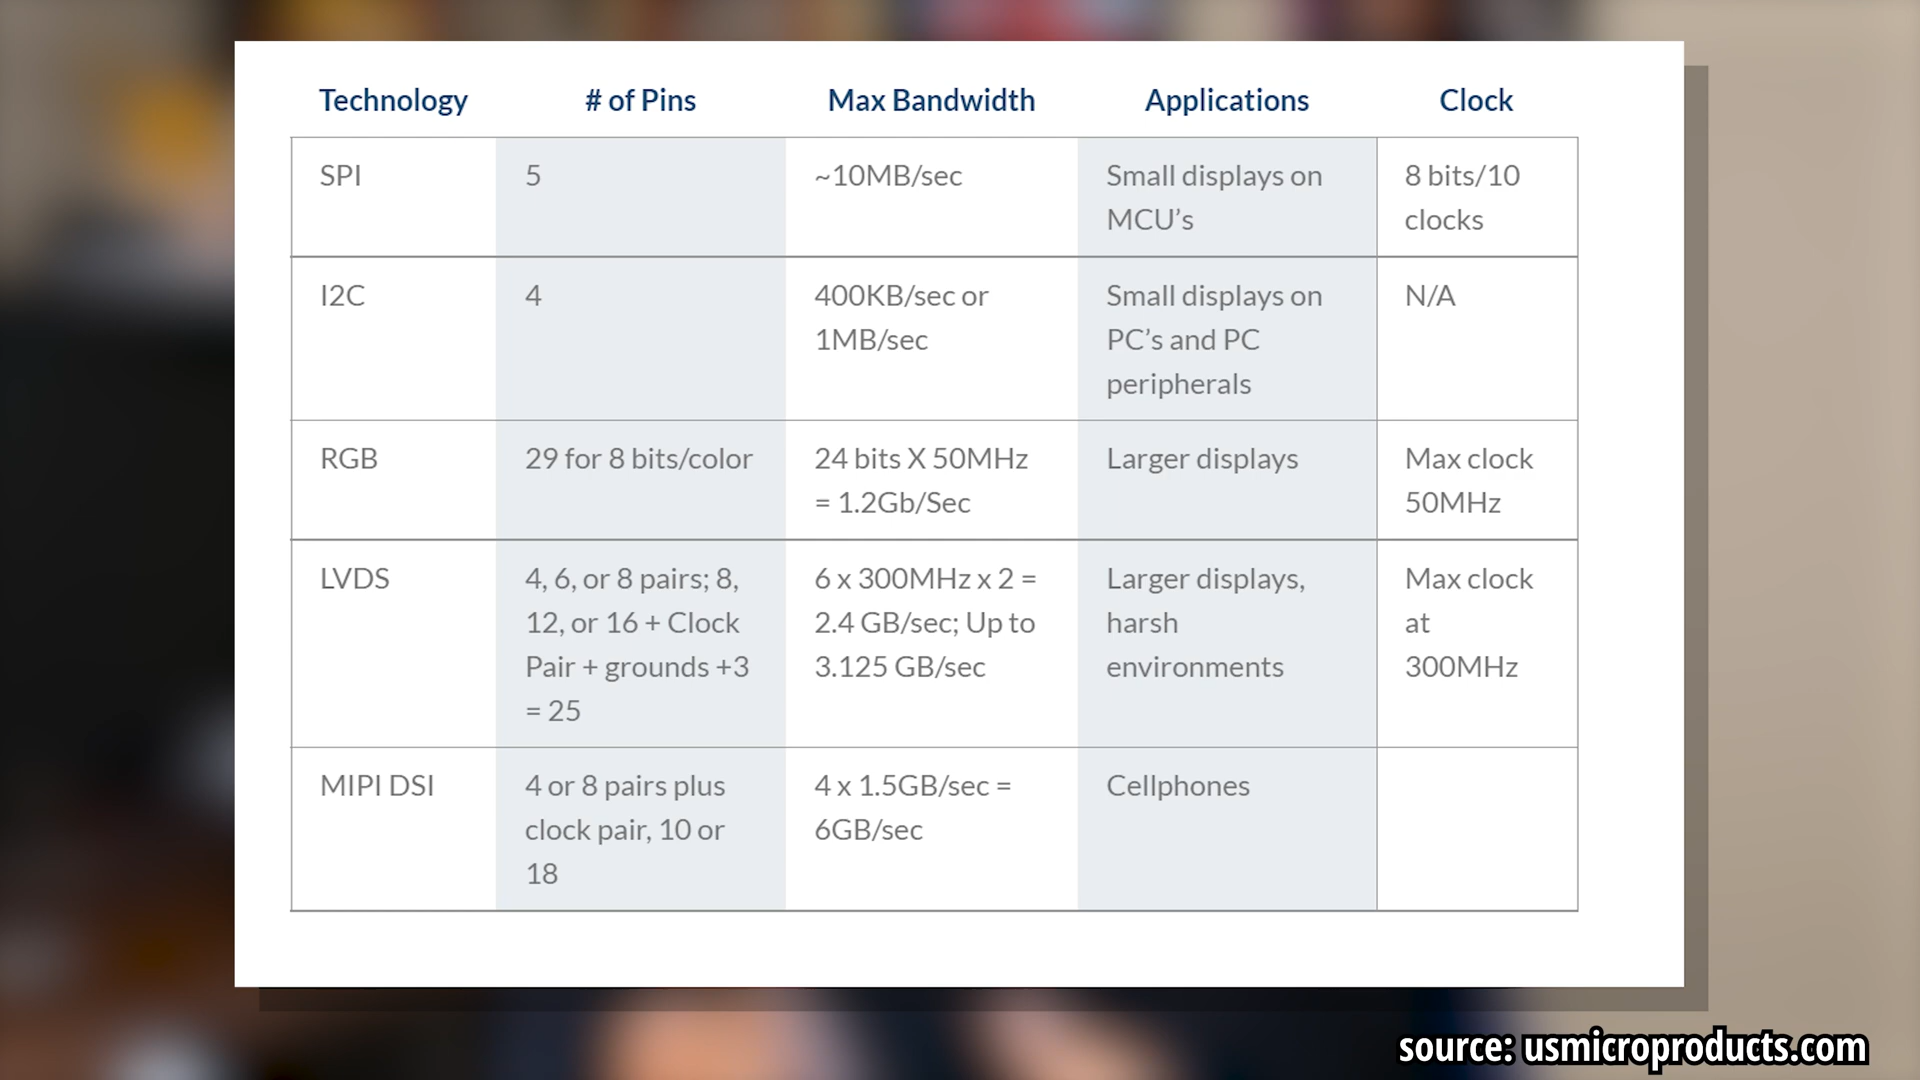 Technology # of Pins Max Bandwidth Applications Clock
SPI 5 ~10MB/sec Small displays on 8 bits/10
MCU’s clocks
I2C 4 400KB/sec or Small displays on N/A
1MB/sec PC’s and PC
peripherals
RGB 29 for 8 bits/color 24 bits X 50MHz Larger displays Max clock
= 1.2Gb/Sec 50MHz
LVDS 4, 6, or 8 pairs; 8, 6 x 300MHz x 2 = Larger displays, Max clock
12, or 16 + Clock 2.4 GB/sec; Up to harsh at
Pair + grounds +3 3.125 GB/sec environments 300MHz
= 25
MIPI DSI 4 or 8 pairs plus 4 x 1.5GB/sec = Cellphones
clock pair, 10 or 6GB/sec
18
source: usmicroproducts.com